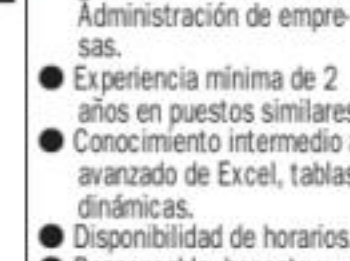 Administración de empre-
sas.
● Experiencia mínima de 2
años en puestos similares
● Conocimiento intermedio
avanzado de Excel, tablas
dinámicas.
● Disponibilidad de horarios